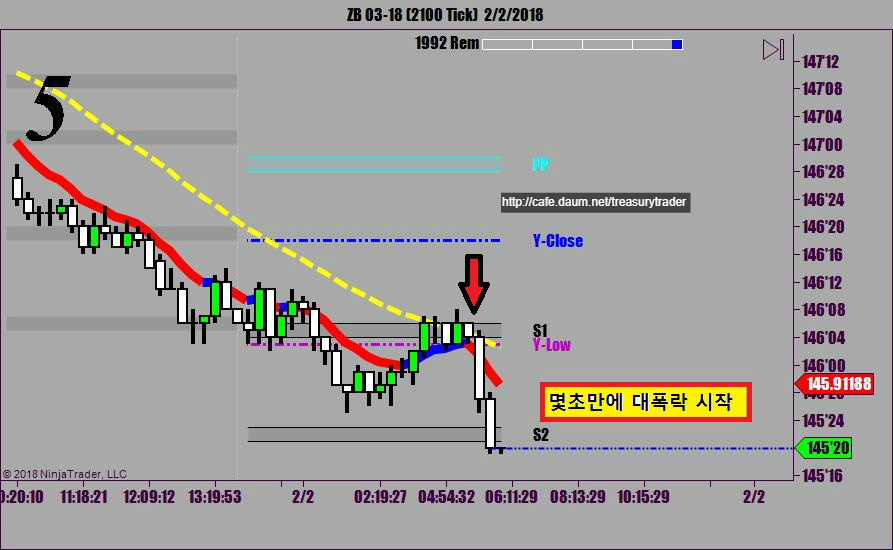 ZB 03-18 (2100 Tick) 2/2/2018
1992 Rem
147'12
5
147'08
147'04
147'00
PP
146'28
http://cafe.daum.net/treasurytrader
146'24
146'20
Y-Close
146'16
146'12
146'08
S1
146'04
Y-Low
146'00
145.91188
몇초만에 대폭락 시작
145'24
S2
145'20
© 2018 NinjaTrader, LLC
145'16
0:20:10 11:18:21 12:09:12 13:19:53 2/2 02:19:27 04:54:32 06:11:29 08:13:29 10:15:29 2/2